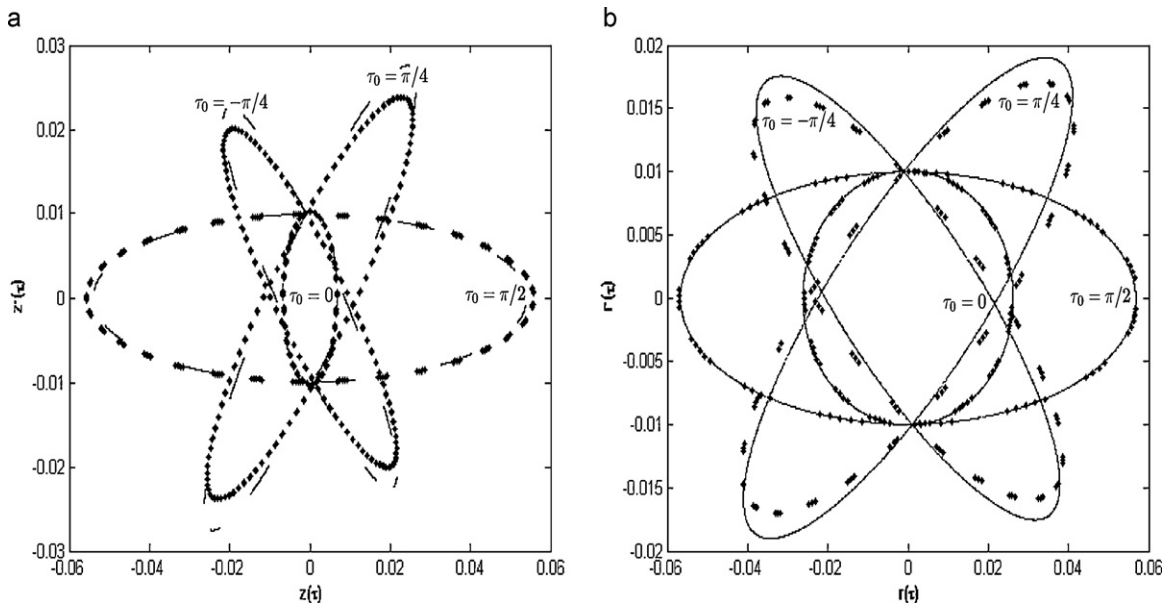 a
b
0.03
0.02
0.01
0
-0.01
-0.02
-0.03
-0.06
-0.04
-0.02
0
0.02
0.04
0.06
z(τ)
z'(τ)
τ₀ = -π/4
τ₀ = π/4
τ₀ = 0
τ₀ = π/2
0.02
0.015
0.01
0.005
0
-0.005
-0.01
-0.015
-0.02
-0.06
-0.04
-0.02
0
0.02
0.04
0.06
r(τ)
r'(τ)
τ₀ = -π/4
τ₀ = π/4
τ₀ = 0
τ₀ = π/2